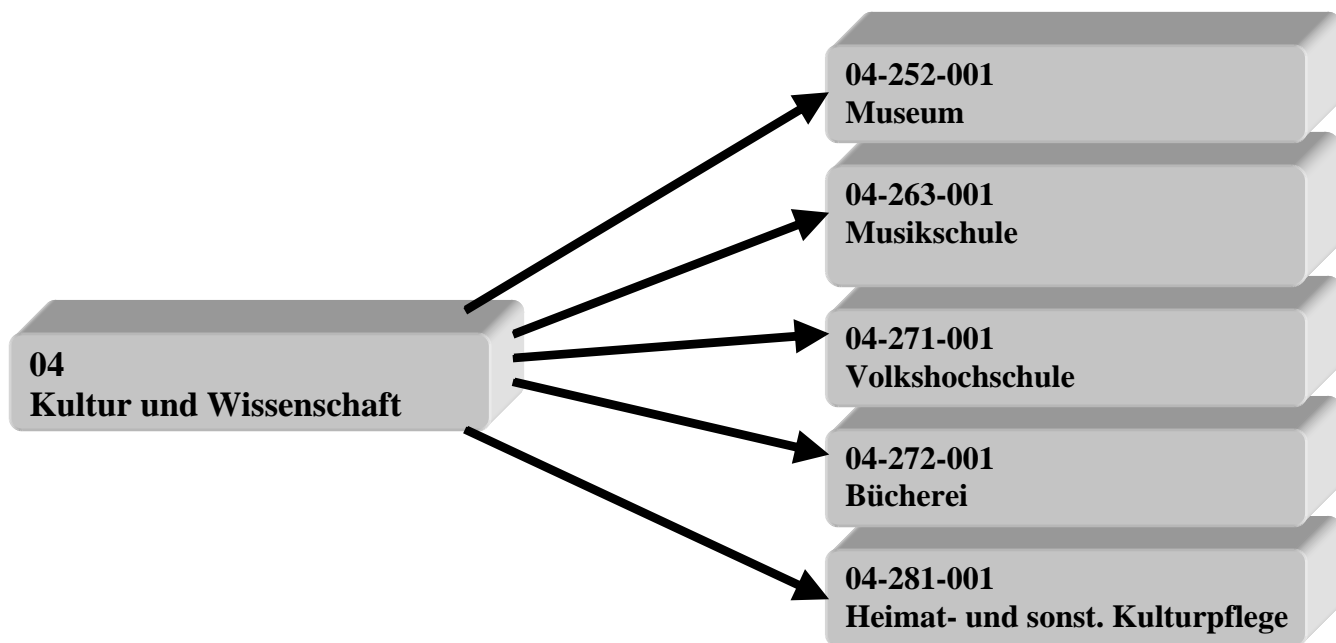 04
Kultur und Wissenschaft
04-252-001
Museum
04-263-001
Musikschule
04-271-001
Volkshochschule
04-272-001
Bücherei
04-281-001
Heimat- und sonst. Kulturpflege